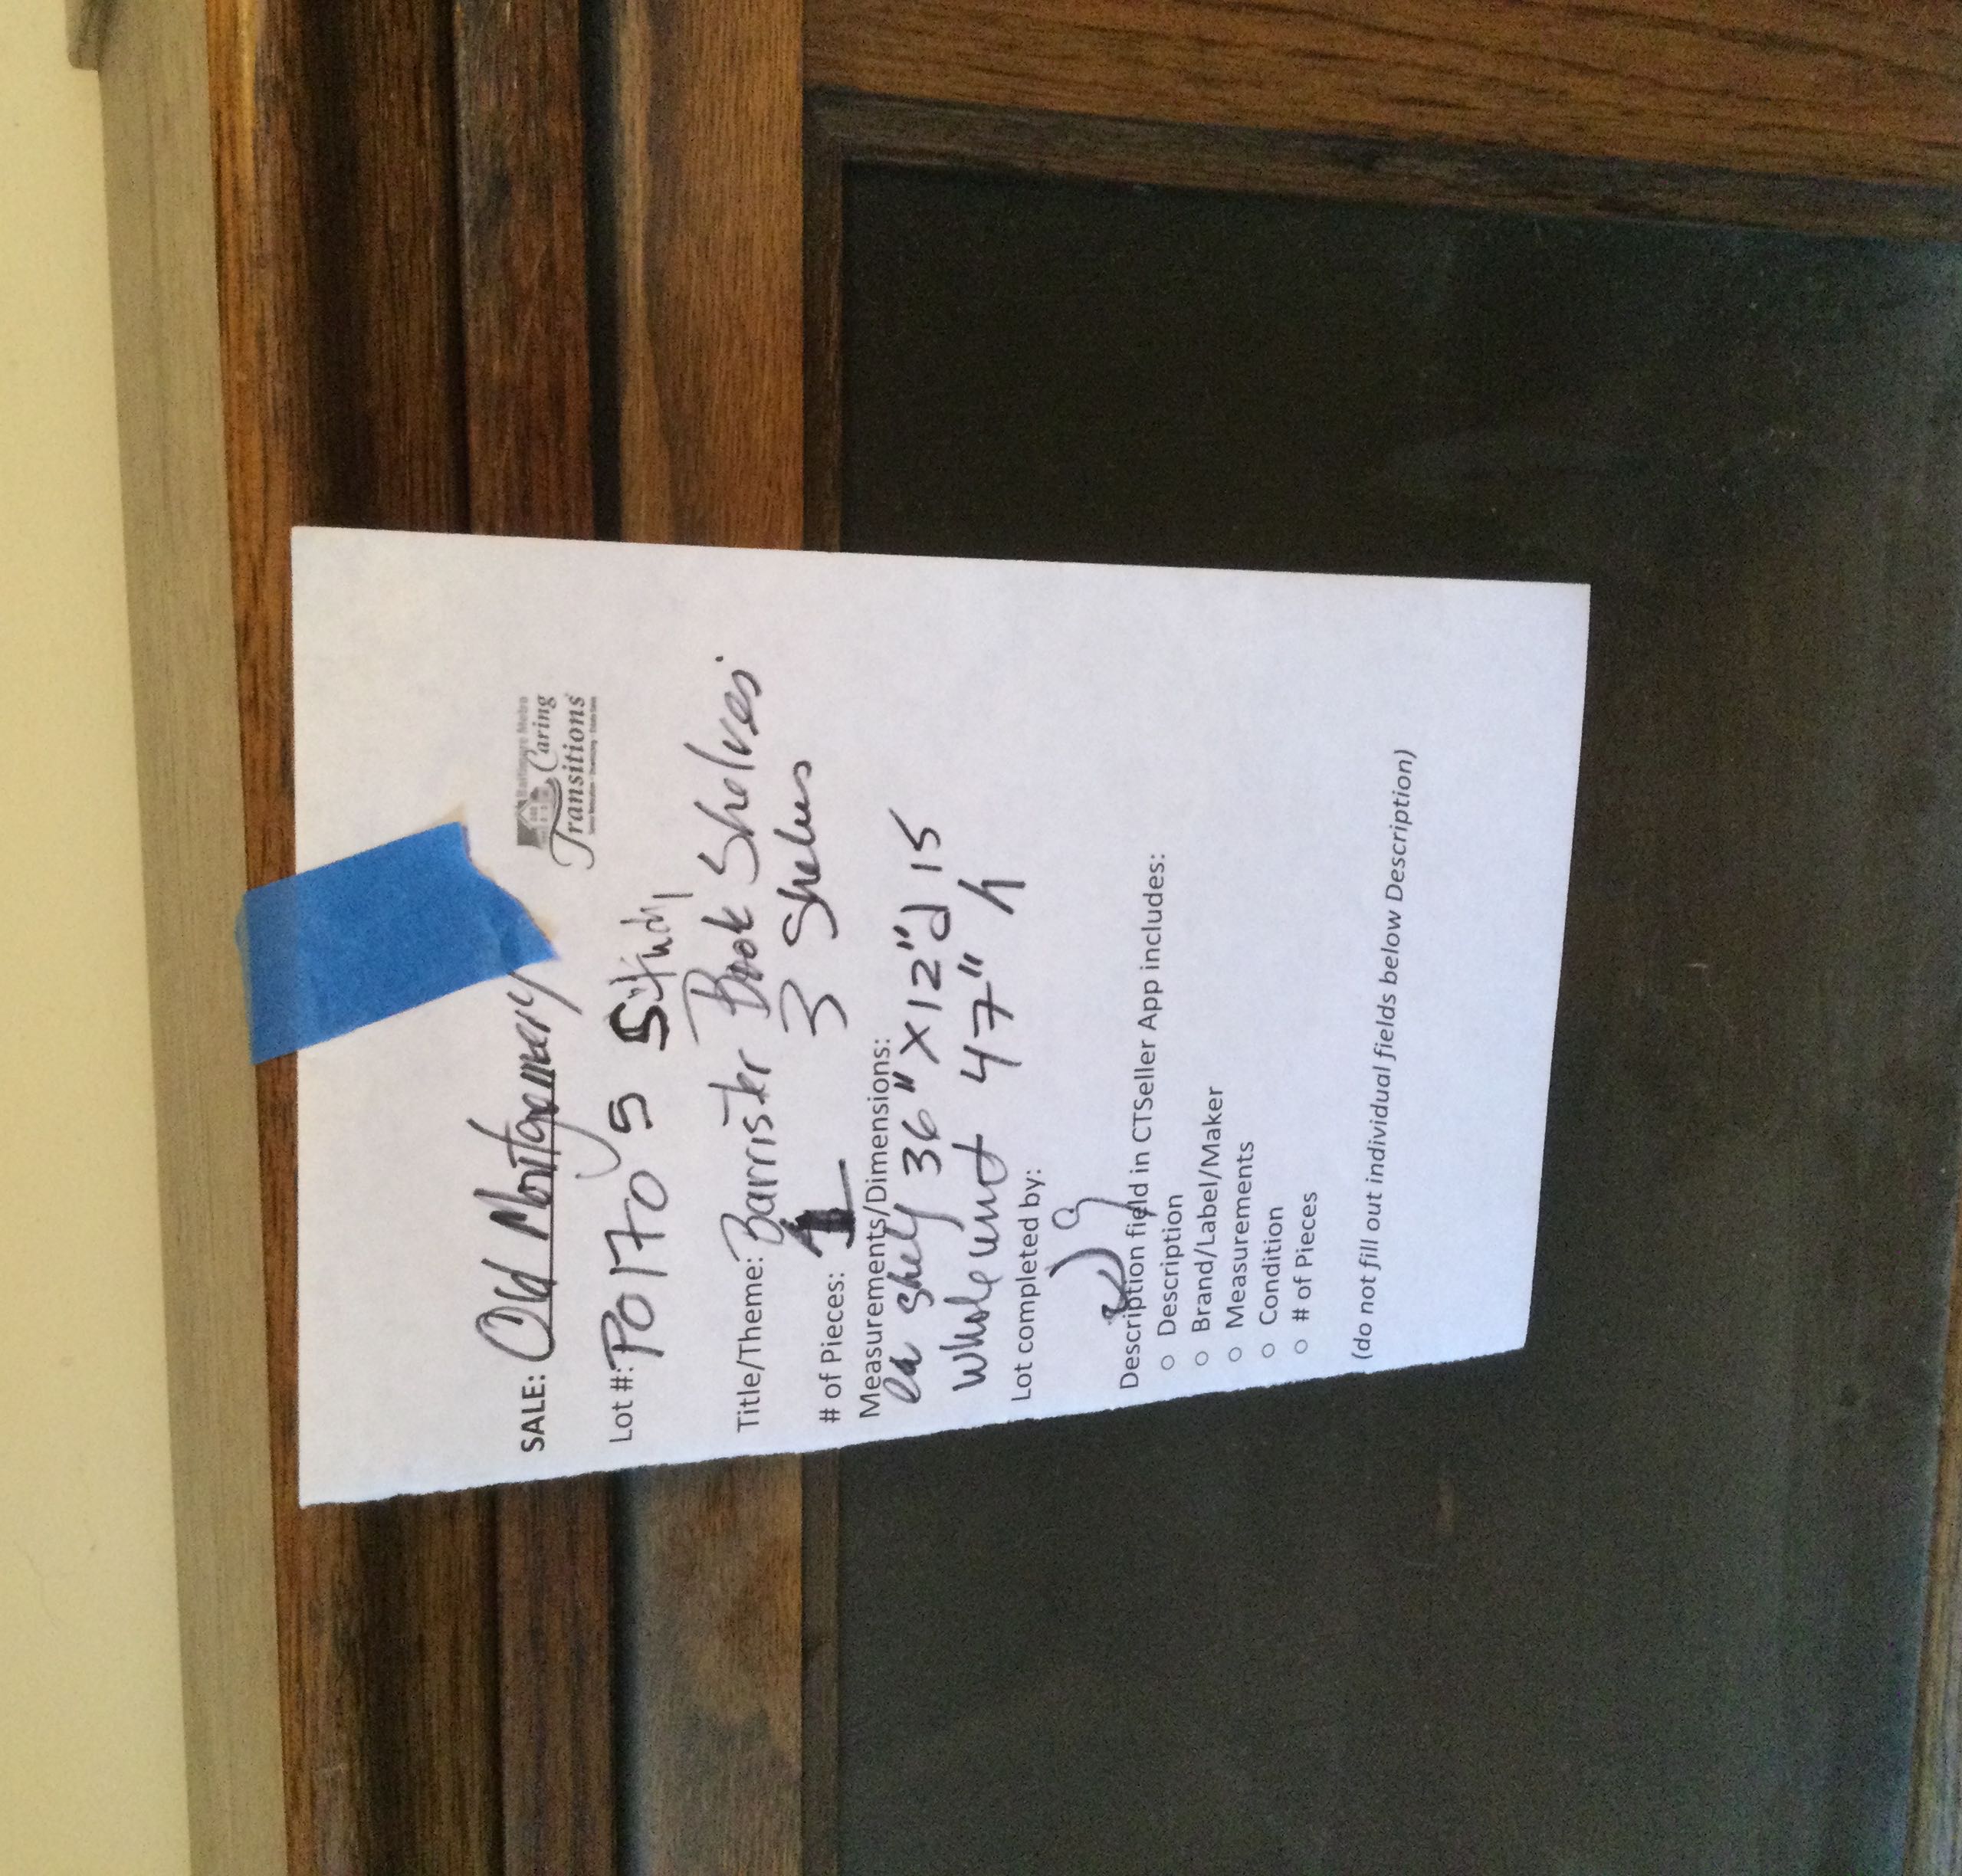 Baltimore Metro
Caring
Transitions
SALE: Old Montgomery
Lot #: P0170 5
Title/Theme: Barrister Book Shelves.
# of Pieces: 1 3 Shelves
Measurements/Dimensions:
ea shelf 36" X 12" d 15
whole unit 47" h
Lot completed by:
Description field in CTSeller App includes:
○ Description
○ Brand/Label/Maker
○ Measurements
○ Condition
○ # of Pieces
(do not fill out individual fields below Description)